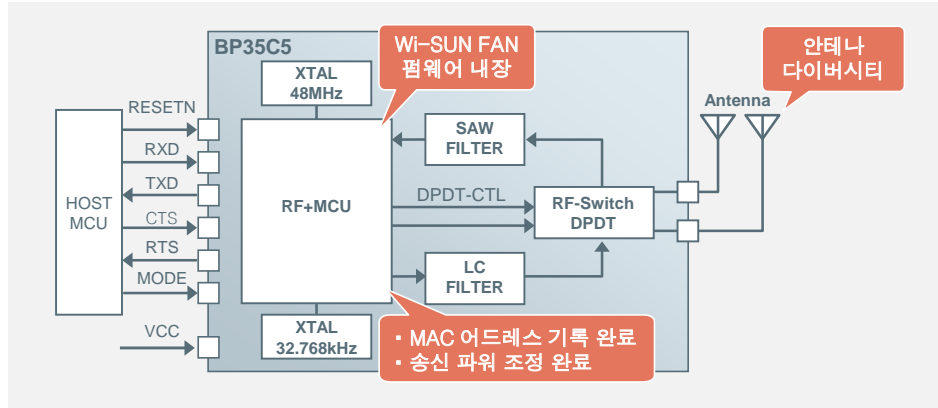 BP35C5
Wi-SUN FAN
펌웨어 내장
안테나
다이버시티
XTAL
48MHz
Antenna
RESETN
RXD
TXD
CTS
RTS
MODE
VCC
HOST
MCU
RF+MCU
SAW
FILTER
DPDT-CTL
RF-Switch
DPDT
LC
FILTER
XTAL
32.768kHz
· MAC 어드레스 기록 완료
· 송신 파워 조정 완료